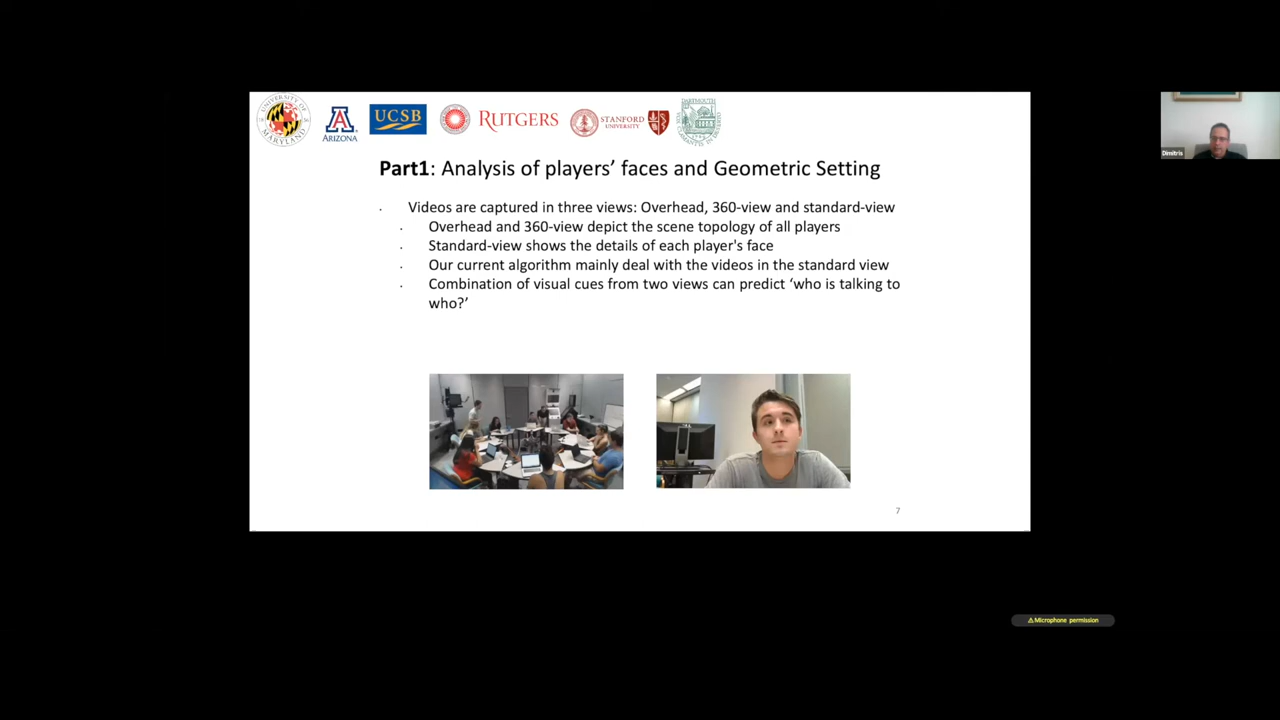 UNIVERSITY OF
MARYLAND
ARIZONA
UCSB
RUTGERS
STANFORD
UNIVERSITY
Part1: Analysis of players’ faces and Geometric Setting
Videos are captured in three views: Overhead, 360-view and standard-view
Overhead and 360-view depict the scene topology of all players
Standard-view shows the details of each player's face
Our current algorithm mainly deal with the videos in the standard view
Combination of visual cues from two views can predict ‘who is talking to
who?’
7
Dimitris
Microphone permission